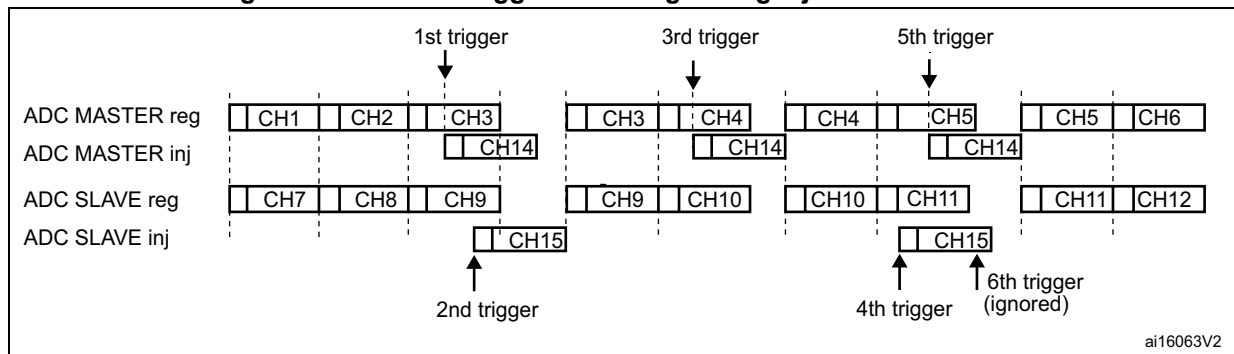 1st trigger 3rd trigger 5th trigger
ADC MASTER reg CH1 CH2 CH3 CH3 CH4 CH4 CH5 CH5 CH6
ADC MASTER inj CH14 CH14 CH14
ADC SLAVE reg CH7 CH8 CH9 CH9 CH10 CH10 CH11 CH11 CH12
ADC SLAVE inj CH15 CH15
2nd trigger 4th trigger 6th trigger
(ignored)
ai16063V2